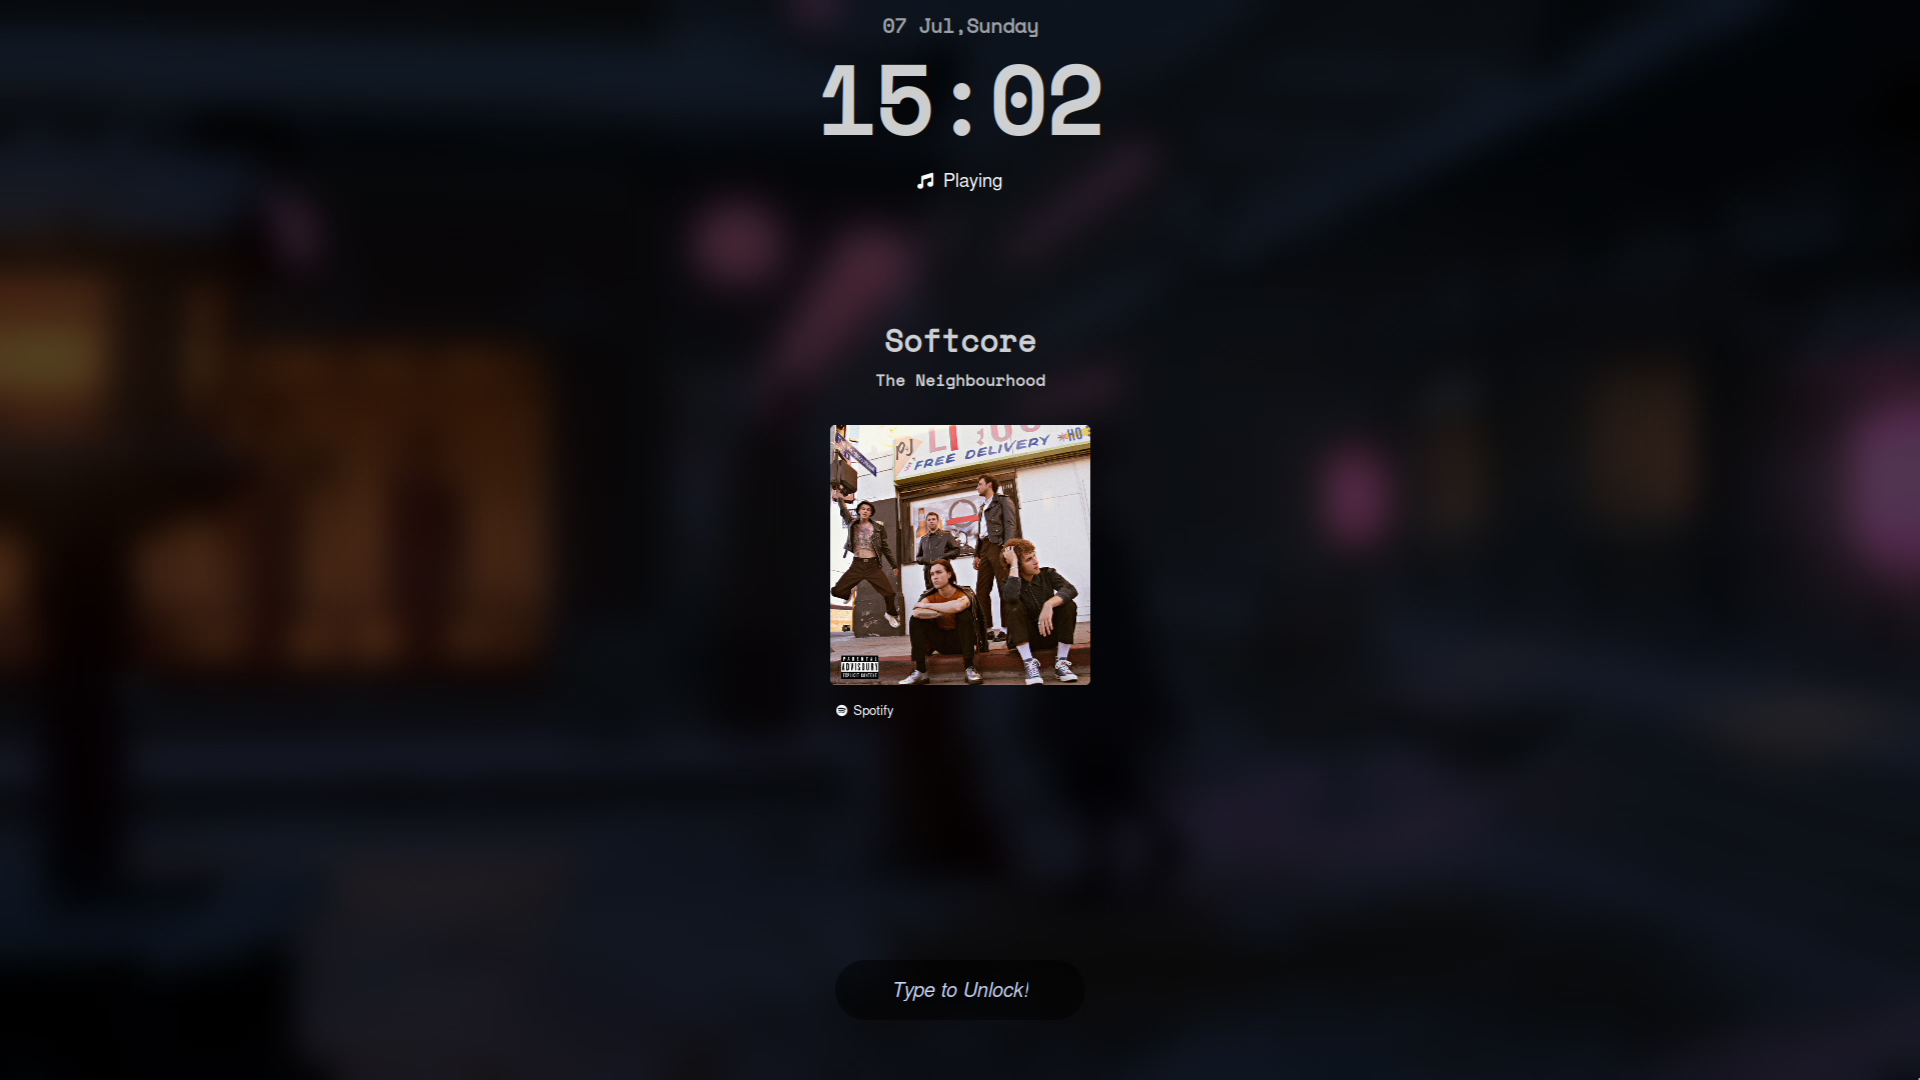 07 Jul,Sunday
15:02
Playing
Softcore
The Neighbourhood
FREE DELIVERY
PARENTAL
ADVISORY
EXPLICIT CONTENT
Spotify
Type to Unlock!